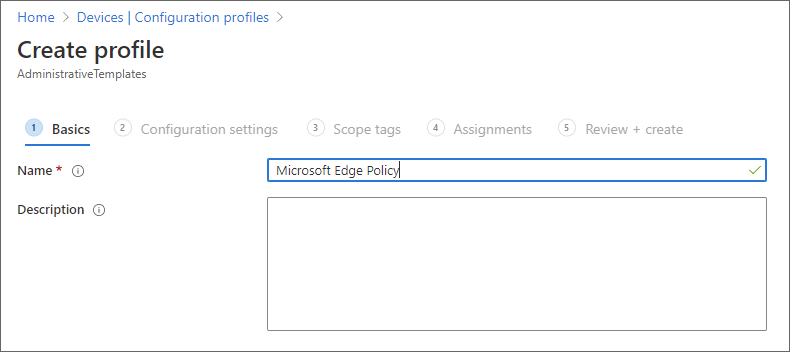 Home > Devices | Configuration profiles >
Create profile
AdministrativeTemplates
1 Basics 2 Configuration settings 3 Scope tags 4 Assignments 5 Review + create
Name * i Microsoft Edge Policy
Description i